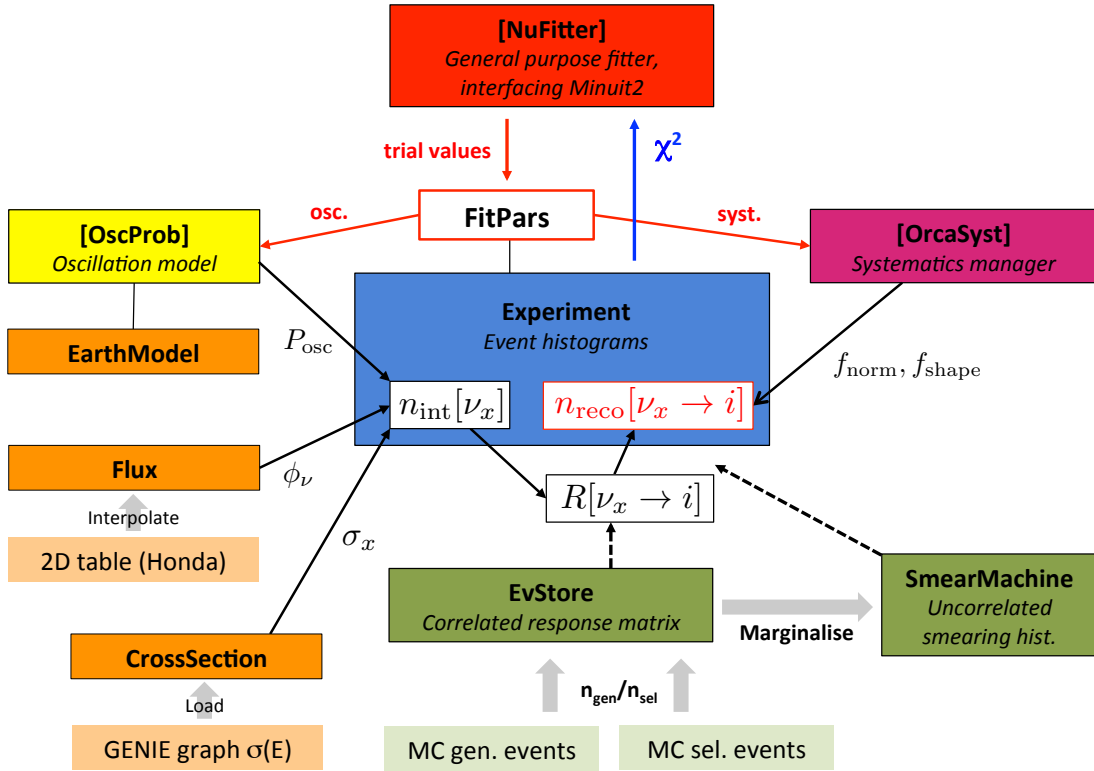 [NuFitter]
General purpose fitter,
interfacing Minuit2
trial values
χ²
osc.
FitPars
syst.
[OscProb]
Oscillation model
[OrcaSyst]
Systematics manager
EarthModel
Experiment
Event histograms
P_osc
f_norm, f_shape
n_int[ν_x]
n_reco[ν_x → i]
Flux
ϕ_ν
R[ν_x → i]
Interpolate
2D table (Honda)
σ_x
EvStore
Correlated response matrix
Marginalise
SmearMachine
Uncorrelated
smearing hist.
CrossSection
Load
n_gen/n_sel
GENIE graph σ(E)
MC gen. events
MC sel. events